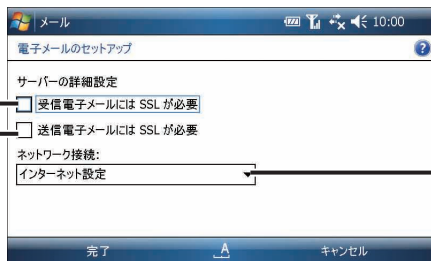 メール 10:00
電子メールのセットアップ
サーバーの詳細設定
受信電子メールには SSL が必要
送信電子メールには SSL が必要
ネットワーク接続:
インターネット設定
完了 A キャンセル